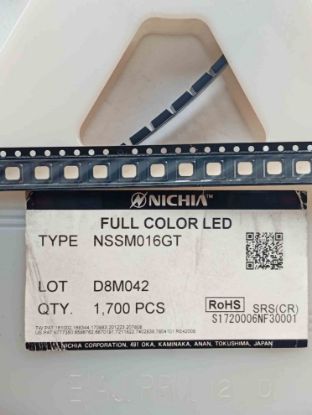 NICHIA
FULL COLOR LED
TYPE NSSM016GT
LOT D8M042
QTY. 1,700 PCS
RoHS SRS(CR)
S1720006NF30001
NICHIA CORPORATION, 491 OKA, KAMINAKA, ANAN, TOKUSHIMA, JAPAN